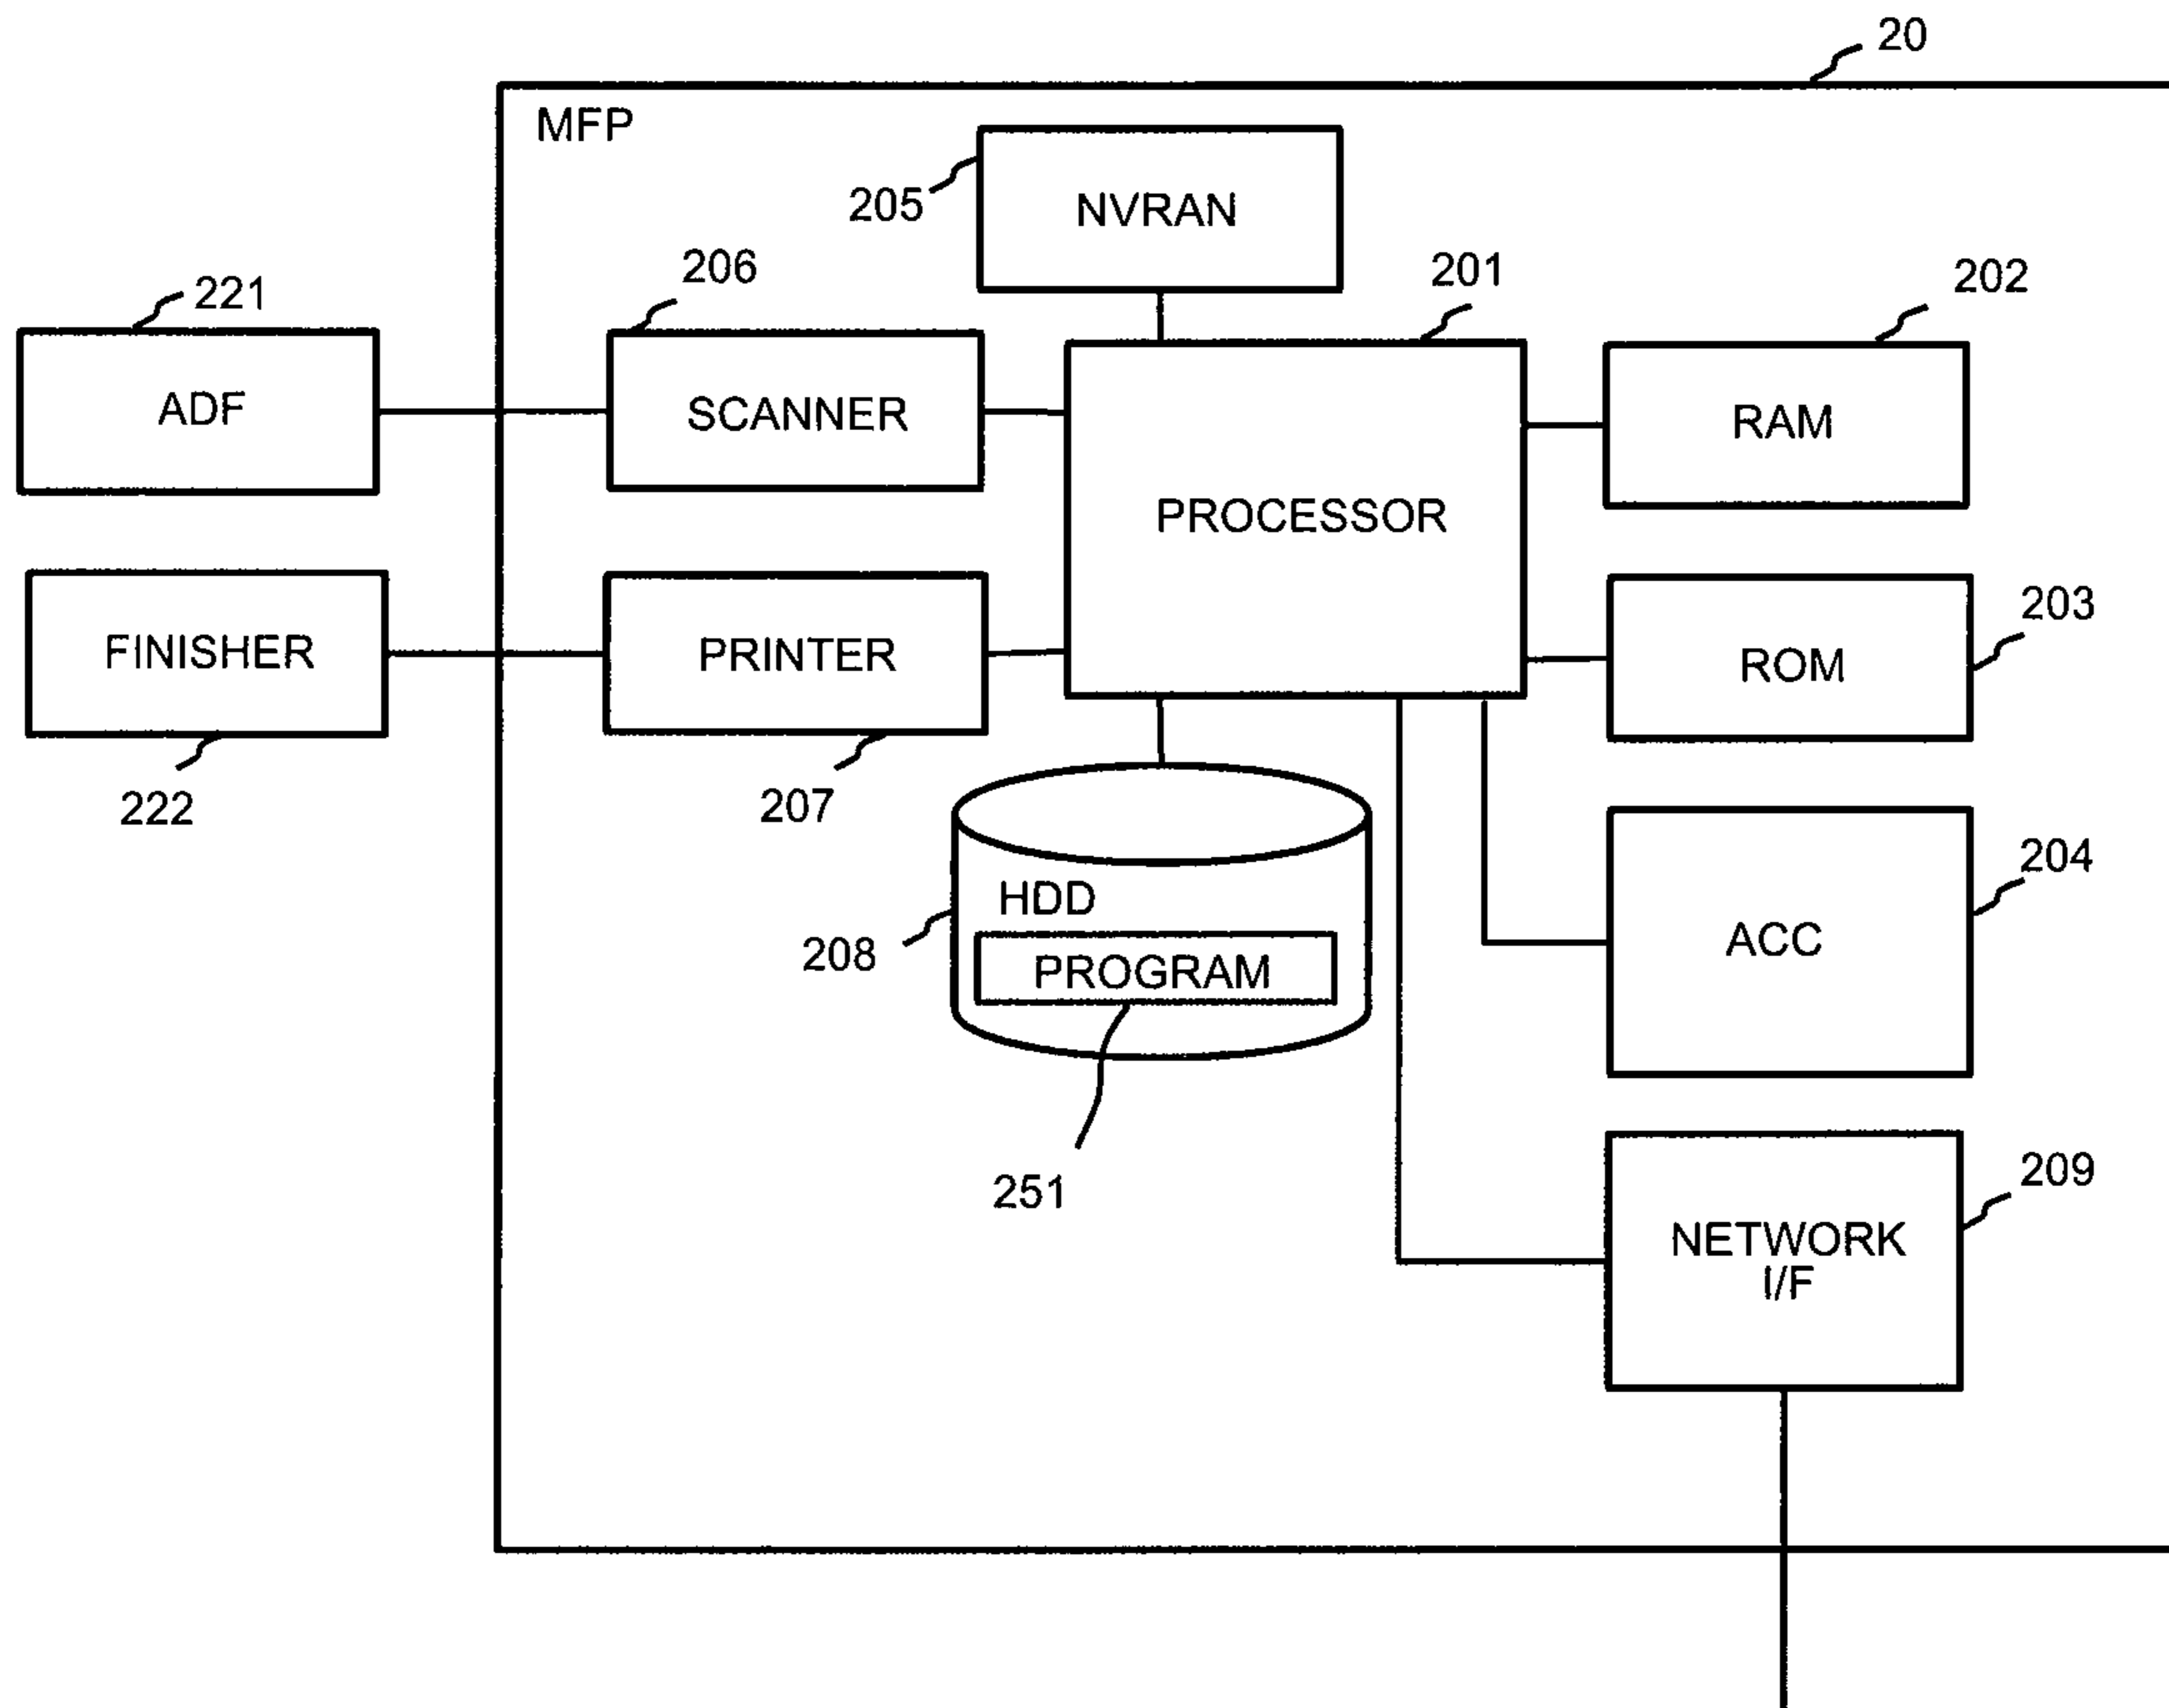 20
MFP
205
NVRAN
206
201
202
221
ADF
SCANNER
RAM
PROCESSOR
203
FINISHER
PRINTER
ROM
222
207
204
HDD
208
PROGRAM
ACC
251
209
NETWORK
I/F